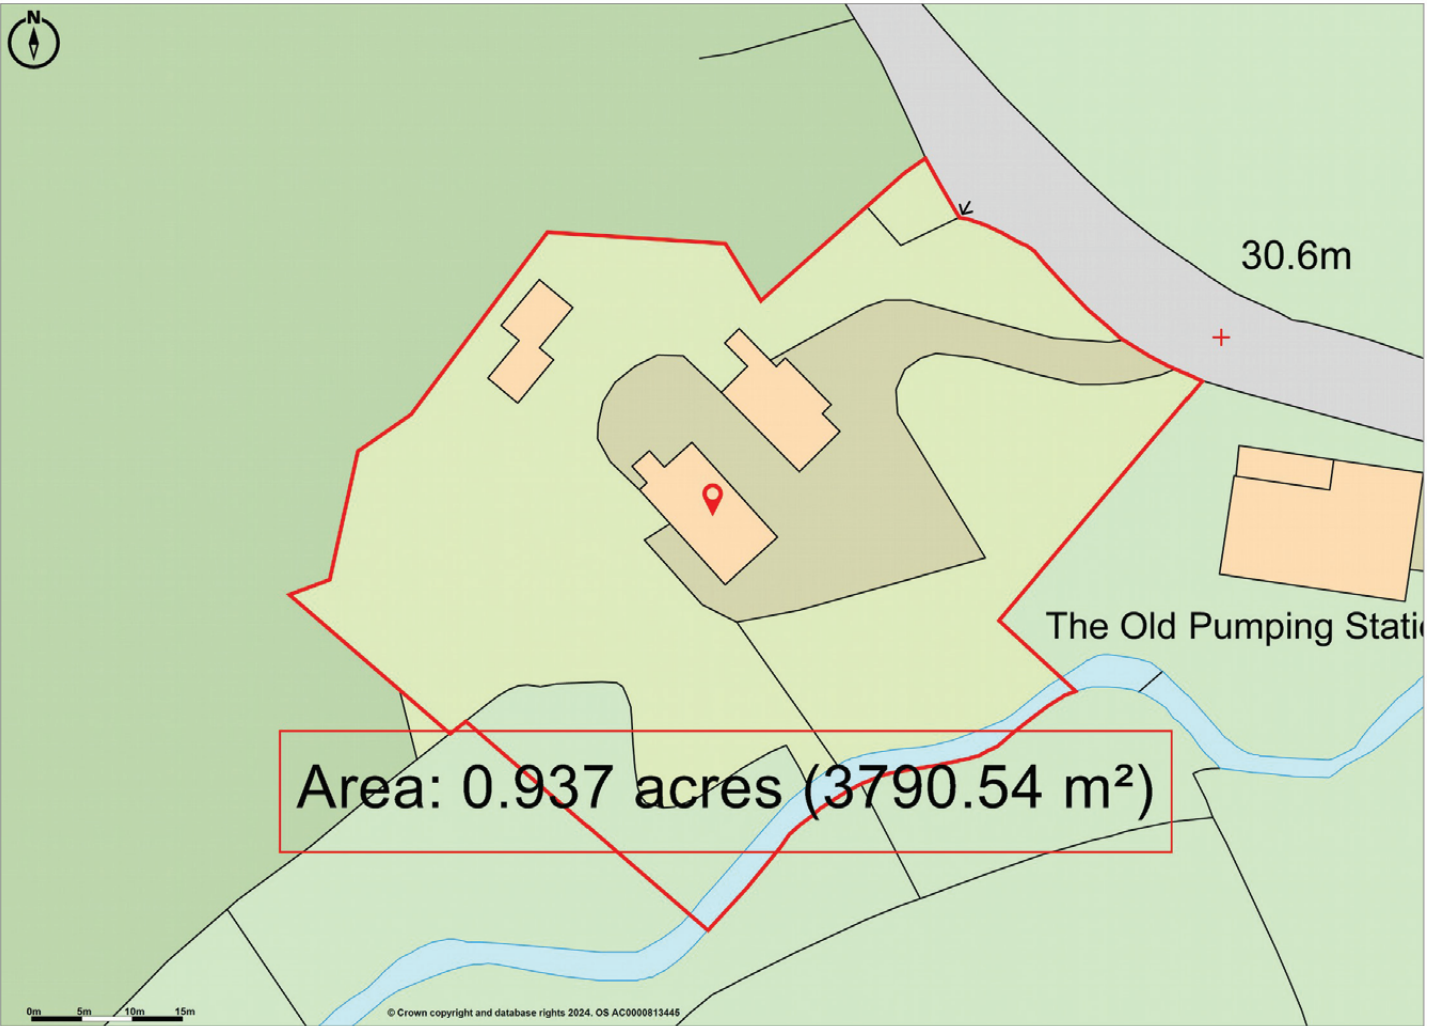 N
30.6m
The Old Pumping
Area: 0.937 acres (3790.54 m²)
0m 5m 10m 15m
© Crown copyright and database rights 2024. OS AC0000813445